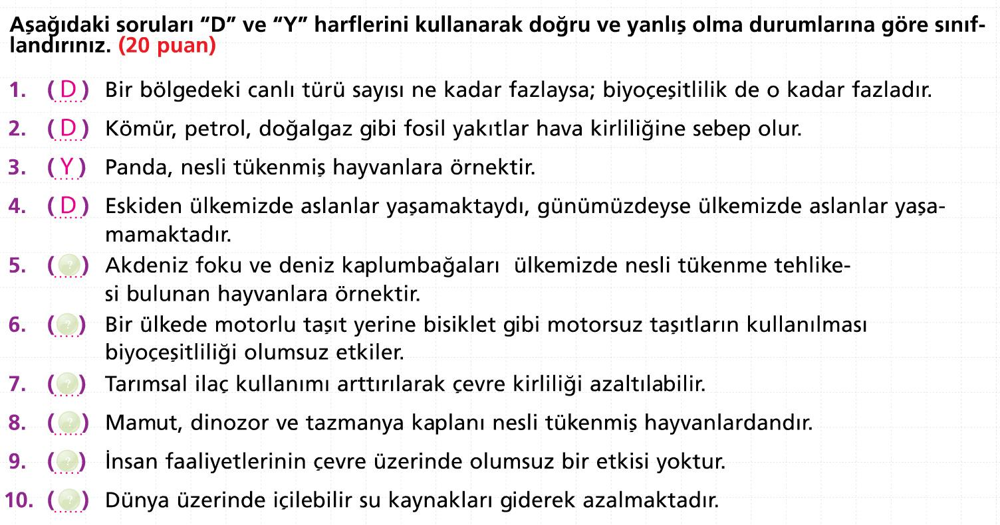 Aşağıdaki soruları “D” ve “Y” harflerini kullanarak doğru ve yanlış olma durumlarına göre sınıf-
landırınız. (20 puan)
1. (D) Bir bölgedeki canlı türü sayısı ne kadar fazlaysa; biyoçeşitlilik de o kadar fazladır.
2. (D) Kömür, petrol, doğalgaz gibi fosil yakıtlar hava kirliliğine sebep olur.
3. (Y) Panda, nesli tükenmiş hayvanlara örnektir.
4. (D) Eskiden ülkemizde aslanlar yaşamaktaydı, günümüzdeyse ülkemizde aslanlar yaşa-
mamaktadır.
5. (?) Akdeniz foku ve deniz kaplumbağaları ülkemizde nesli tükenme tehlike-
si bulunan hayvanlara örnektir.
6. (?) Bir ülkede motorlu taşıt yerine bisiklet gibi motorsuz taşıtların kullanılması
biyoçeşitliliği olumsuz etkiler.
7. (?) Tarımsal ilaç kullanımı arttırılarak çevre kirliliği azaltılabilir.
8. (?) Mamut, dinozor ve tazmanya kaplanı nesli tükenmiş hayvanlardandır.
9. (?) İnsan faaliyetlerinin çevre üzerinde olumsuz bir etkisi yoktur.
10. (?) Dünya üzerinde içilebilir su kaynakları giderek azalmaktadır.